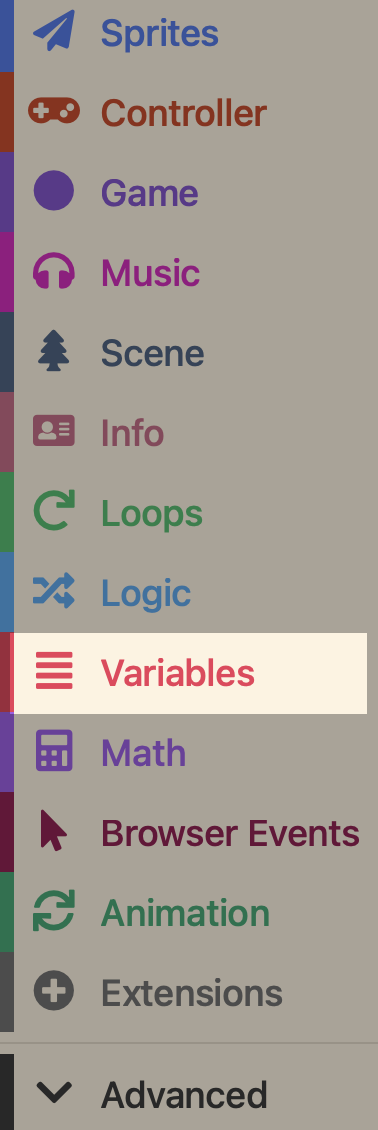 Sprites
Controller
Game
Music
Scene
Info
Loops
Logic
Variables
Math
Browser Events
Animation
Extensions
Advanced